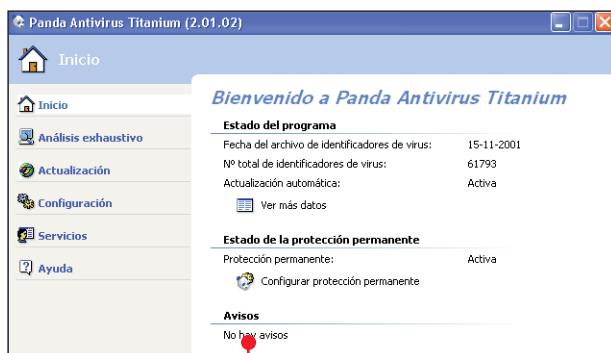 Panda Antivirus Titanium (2.01.02)
Inicio
Inicio
Análisis exhaustivo
Actualización
Configuración
Servicios
Ayuda
Bienvenido a Panda Antivirus Titanium
Estado del programa
Fecha del archivo de identificadores de virus: 15-11-2001
Nº total de identificadores de virus: 61793
Actualización automática: Activa
Ver más datos
Estado de la protección permanente
Protección permanente: Activa
Configurar protección permanente
Avisos
No hay avisos